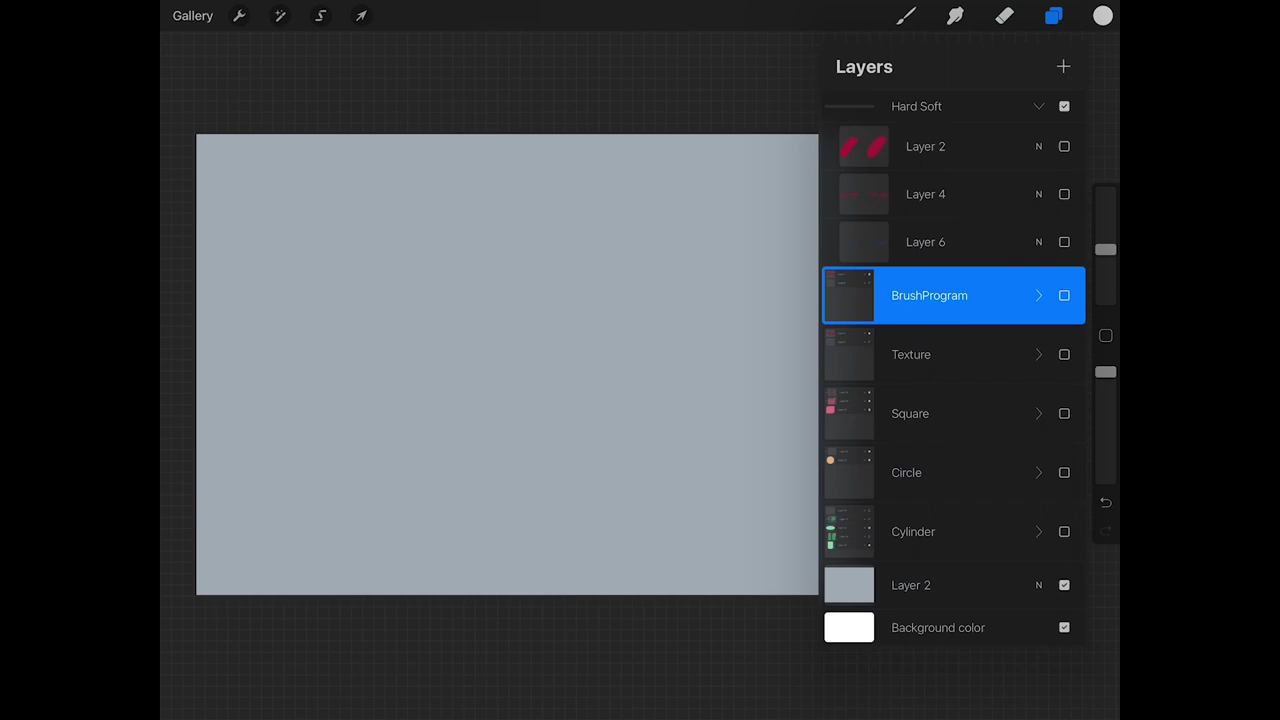 Gallery
Layers
Hard Soft
Layer 2 N
Layer 4 N
Layer 6 N
BrushProgram
Texture
Square
Circle
Cylinder
Layer 2 N
Background color